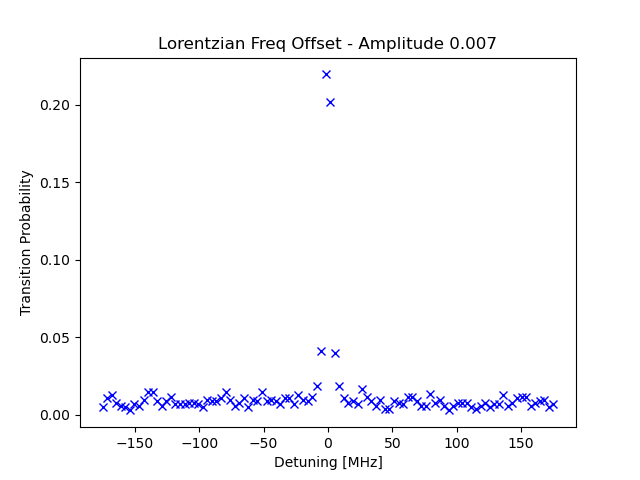 Lorentzian Freq Offset - Amplitude 0.007
Transition Probability
0.20
0.15
0.10
0.05
0.00
−150 −100 −50 0 50 100 150
Detuning [MHz]